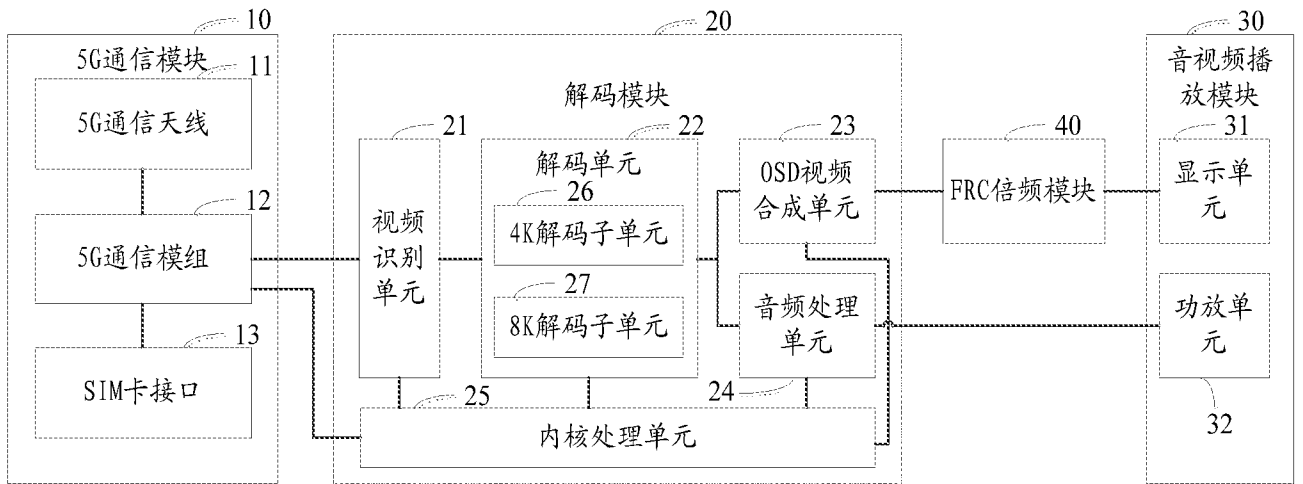 10
5G通信模块
11
5G通信天线
12
5G通信模组
13
SIM卡接口
20
解码模块
21
视频
识别
单元
22
解码单元
26
4K解码子单元
27
8K解码子单元
23
OSD视频
合成单元
音频处理
单元
24
25
内核处理单元
40
FRC倍频模块
30
音视频播
放模块
31
显示单
元
功放单
元
32